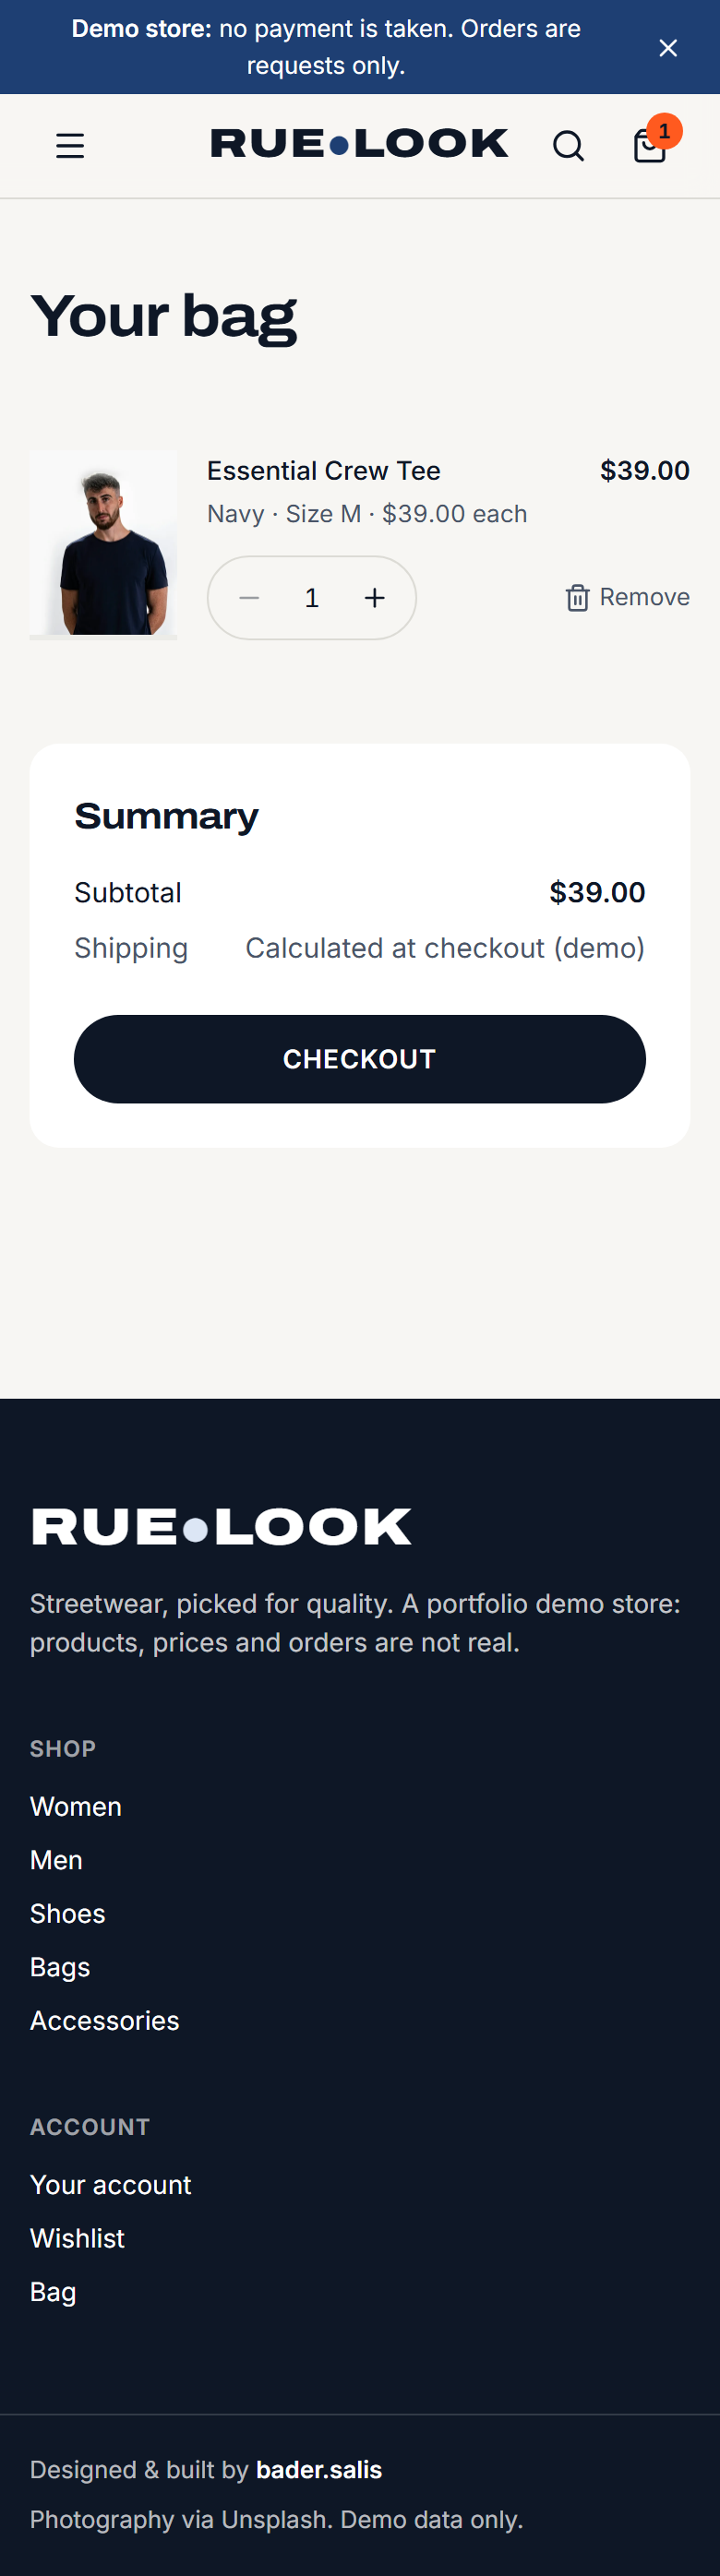 Demo store: no payment is taken. Orders are
requests only.
RUE●LOOK
1
Your bag
Essential Crew Tee $39.00
Navy · Size M · $39.00 each
1 Remove
Summary
Subtotal $39.00
Shipping Calculated at checkout (demo)
CHECKOUT
RUE●LOOK
Streetwear, picked for quality. A portfolio demo store:
products, prices and orders are not real.
SHOP
Women
Men
Shoes
Bags
Accessories
ACCOUNT
Your account
Wishlist
Bag
Designed & built by bader.salis
Photography via Unsplash. Demo data only.